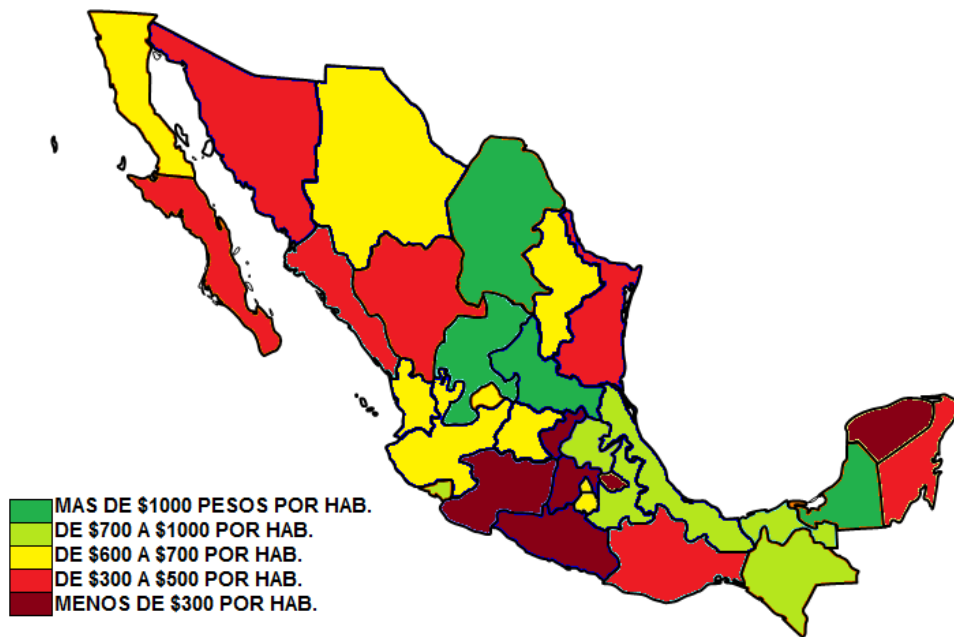 MAS DE $1000 PESOS POR HAB.
DE $700 A $1000 POR HAB.
DE $600 A $700 POR HAB.
DE $300 A $500 POR HAB.
MENOS DE $300 POR HAB.